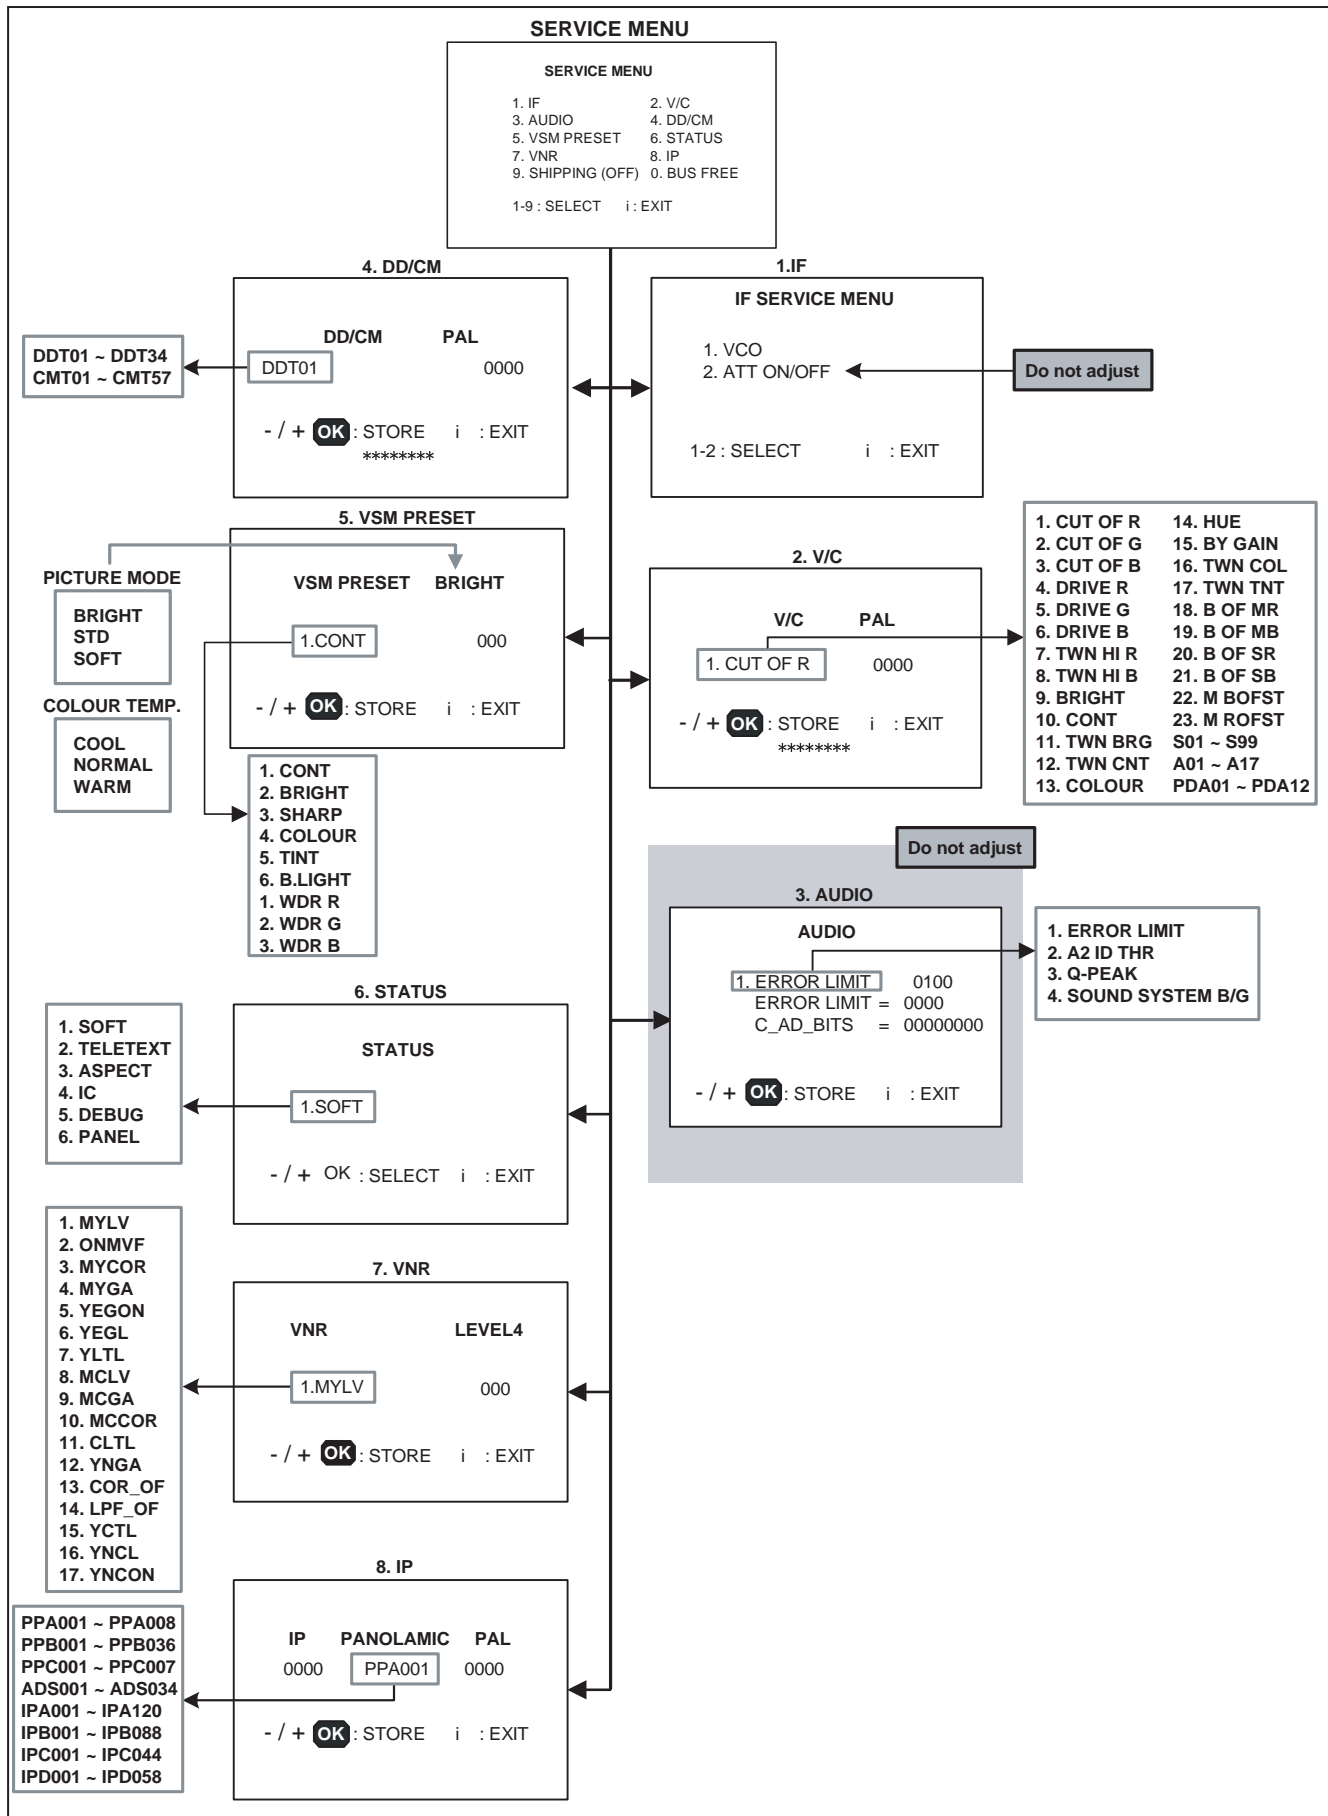 SERVICE MENU
SERVICE MENU
1. IF 2. V/C
3. AUDIO 4. DD/CM
5. VSM PRESET 6. STATUS
7. VNR 8. IP
9. SHIPPING (OFF) 0. BUS FREE
1-9 : SELECT i : EXIT
4. DD/CM
DD/CM PAL
DDT01 0000
- / + OK : STORE i : EXIT
********
DDT01 ~ DDT34
CMT01 ~ CMT57
1.IF
IF SERVICE MENU
1. VCO
2. ATT ON/OFF
1-2 : SELECT i : EXIT
Do not adjust
5. VSM PRESET
VSM PRESET BRIGHT
1.CONT 000
- / + OK : STORE i : EXIT
PICTURE MODE
BRIGHT
STD
SOFT
COLOUR TEMP.
COOL
NORMAL
WARM
1. CONT
2. BRIGHT
3. SHARP
4. COLOUR
5. TINT
6. B.LIGHT
1. WDR R
2. WDR G
3. WDR B
2. V/C
V/C PAL
1. CUT OF R 0000
- / + OK : STORE i : EXIT
********
1. CUT OF R 14. HUE
2. CUT OF G 15. BY GAIN
3. CUT OF B 16. TWN COL
4. DRIVE R 17. TWN TNT
5. DRIVE G 18. B OF MR
6. DRIVE B 19. B OF MB
7. TWN HI R 20. B OF SR
8. TWN HI B 21. B OF SB
9. BRIGHT 22. M BOFST
10. CONT 23. M ROFST
11. TWN BRG S01 ~ S99
12. TWN CNT A01 ~ A17
13. COLOUR PDA01 ~ PDA12
Do not adjust
3. AUDIO
AUDIO
1. ERROR LIMIT 0100
ERROR LIMIT = 0000
C_AD_BITS = 00000000
- / + OK : STORE i : EXIT
1. ERROR LIMIT
2. A2 ID THR
3. Q-PEAK
4. SOUND SYSTEM B/G
6. STATUS
STATUS
1.SOFT
- / + OK : SELECT i : EXIT
1. SOFT
2. TELETEXT
3. ASPECT
4. IC
5. DEBUG
6. PANEL
7. VNR
VNR LEVEL4
1.MYLV 000
- / + OK : STORE i : EXIT
1. MYLV
2. ONMVF
3. MYCOR
4. MYGA
5. YEGON
6. YEGL
7. YLTL
8. MCLV
9. MCGA
10. MCCOR
11. CLTL
12. YNGA
13. COR_OF
14. LPF_OF
15. YCTL
16. YNCL
17. YNCON
8. IP
IP PANOLAMIC PAL
0000 PPA001 0000
- / + OK : STORE i : EXIT
PPA001 ~ PPA008
PPB001 ~ PPB036
PPC001 ~ PPC007
ADS001 ~ ADS034
IPA001 ~ IPA120
IPB001 ~ IPB088
IPC001 ~ IPC044
IPD001 ~ IPD058